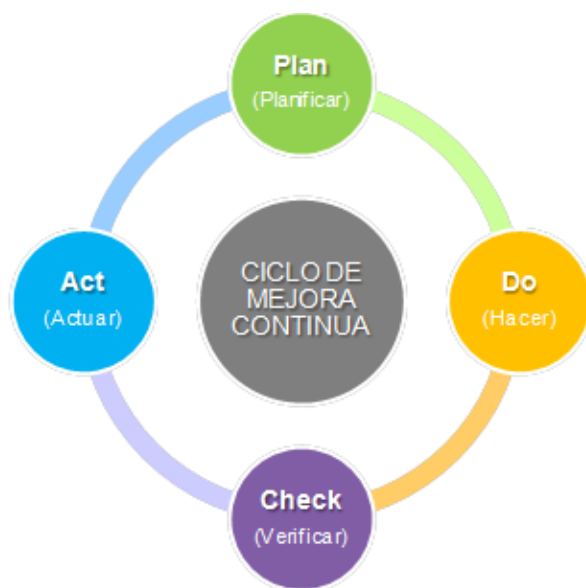 Plan
(Planificar)
Act
(Actuar)
CICLO DE
MEJORA
CONTINUA
Do
(Hacer)
Check
(Verificar)